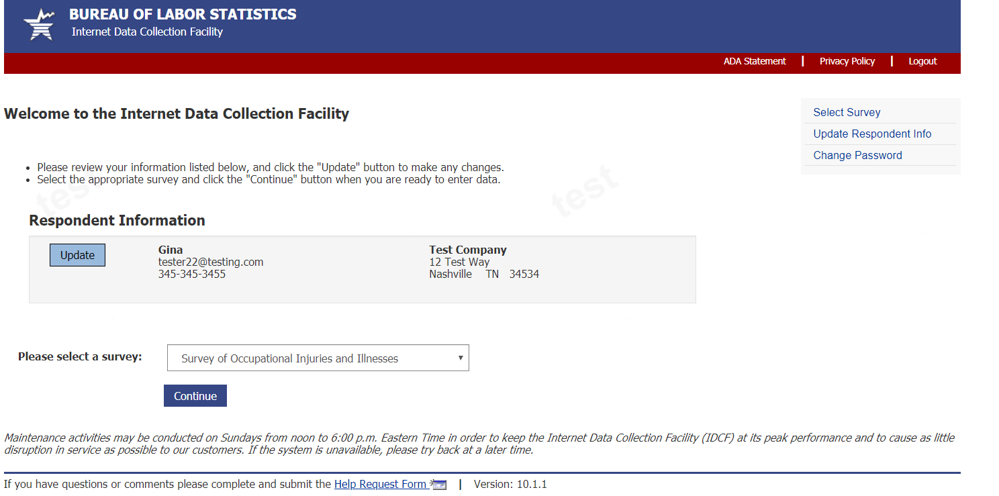 BUREAU OF LABOR STATISTICS
Internet Data Collection Facility
ADA Statement | Privacy Policy | Logout
Welcome to the Internet Data Collection Facility
Select Survey
Update Respondent Info
Change Password
• Please review your information listed below, and click the "Update" button to make any changes.
• Select the appropriate survey and click the "Continue" button when you are ready to enter data.
test
test
Respondent Information
Update
Gina
tester22@testing.com
345-345-3455
Test Company
12 Test Way
Nashville TN 34534
Please select a survey:
Survey of Occupational Injuries and Illnesses
Continue
Maintenance activities may be conducted on Sundays from noon to 6:00 p.m. Eastern Time in order to keep the Internet Data Collection Facility (IDCF) at its peak performance and to cause as little
disruption in service as possible to our customers. If the system is unavailable, please try back at a later time.
If you have questions or comments please complete and submit the Help Request Form | Version: 10.1.1